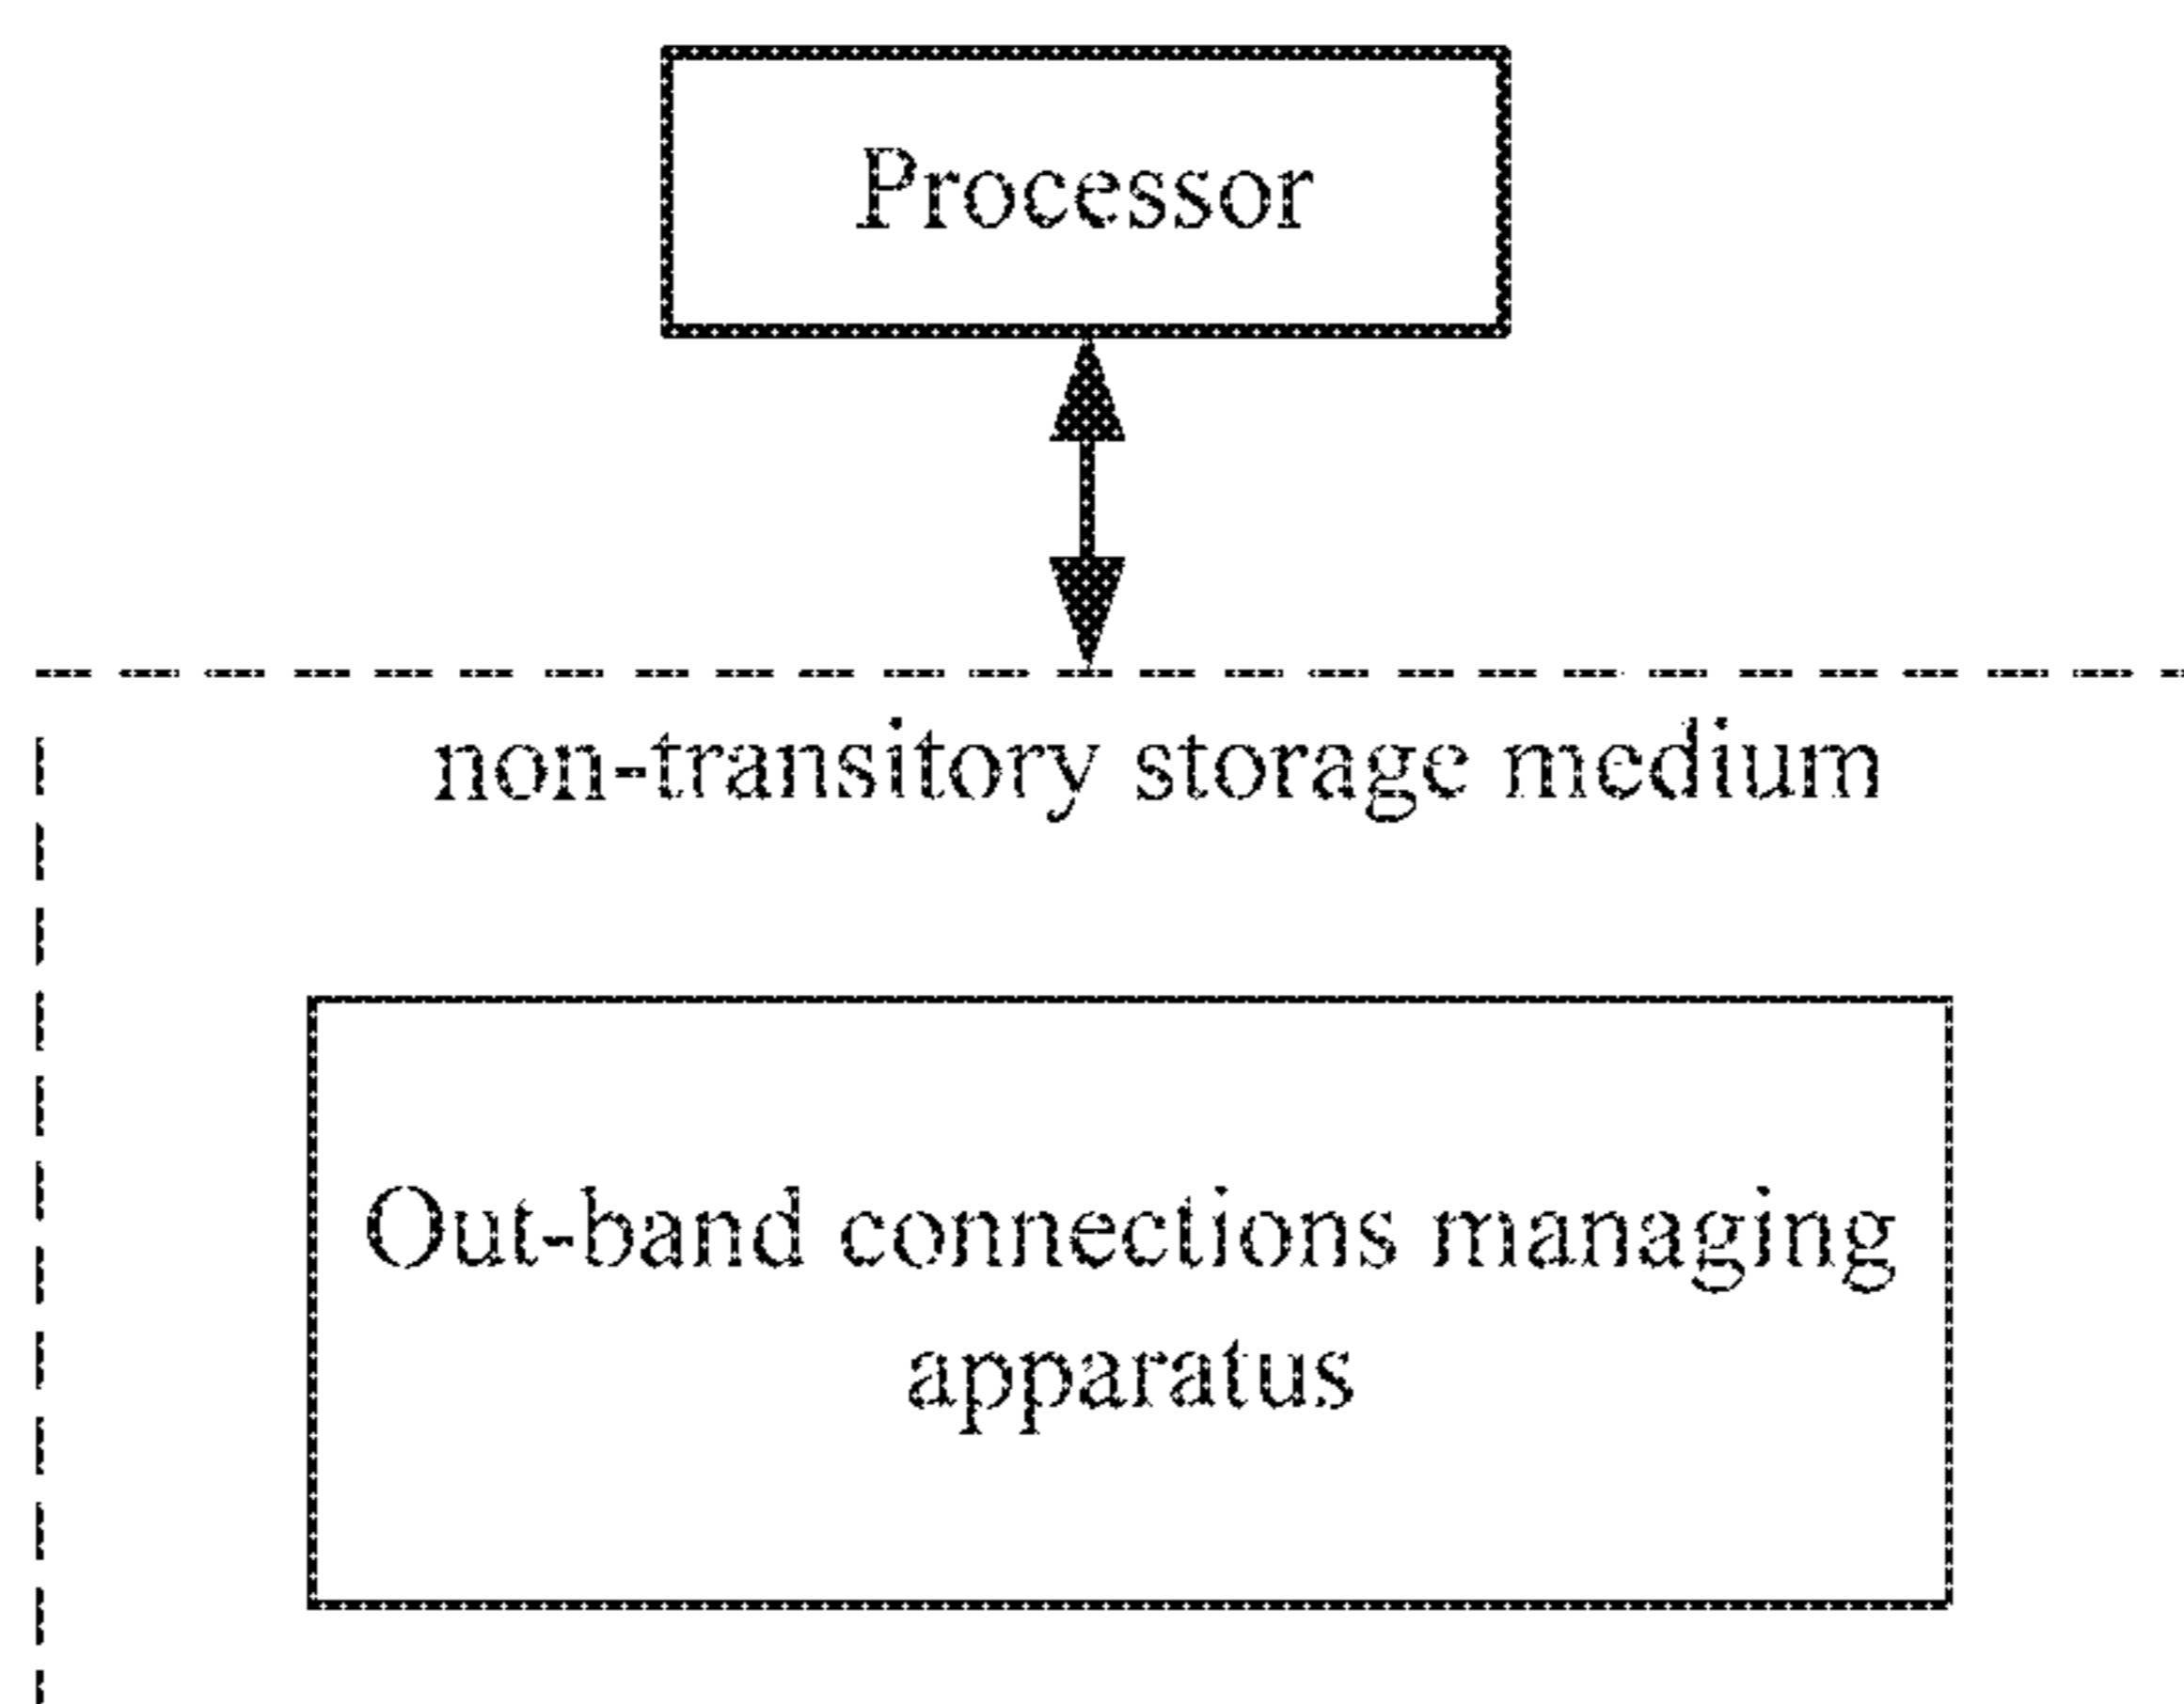 Processor
non-transitory storage medium
Out-band connections managing
apparatus